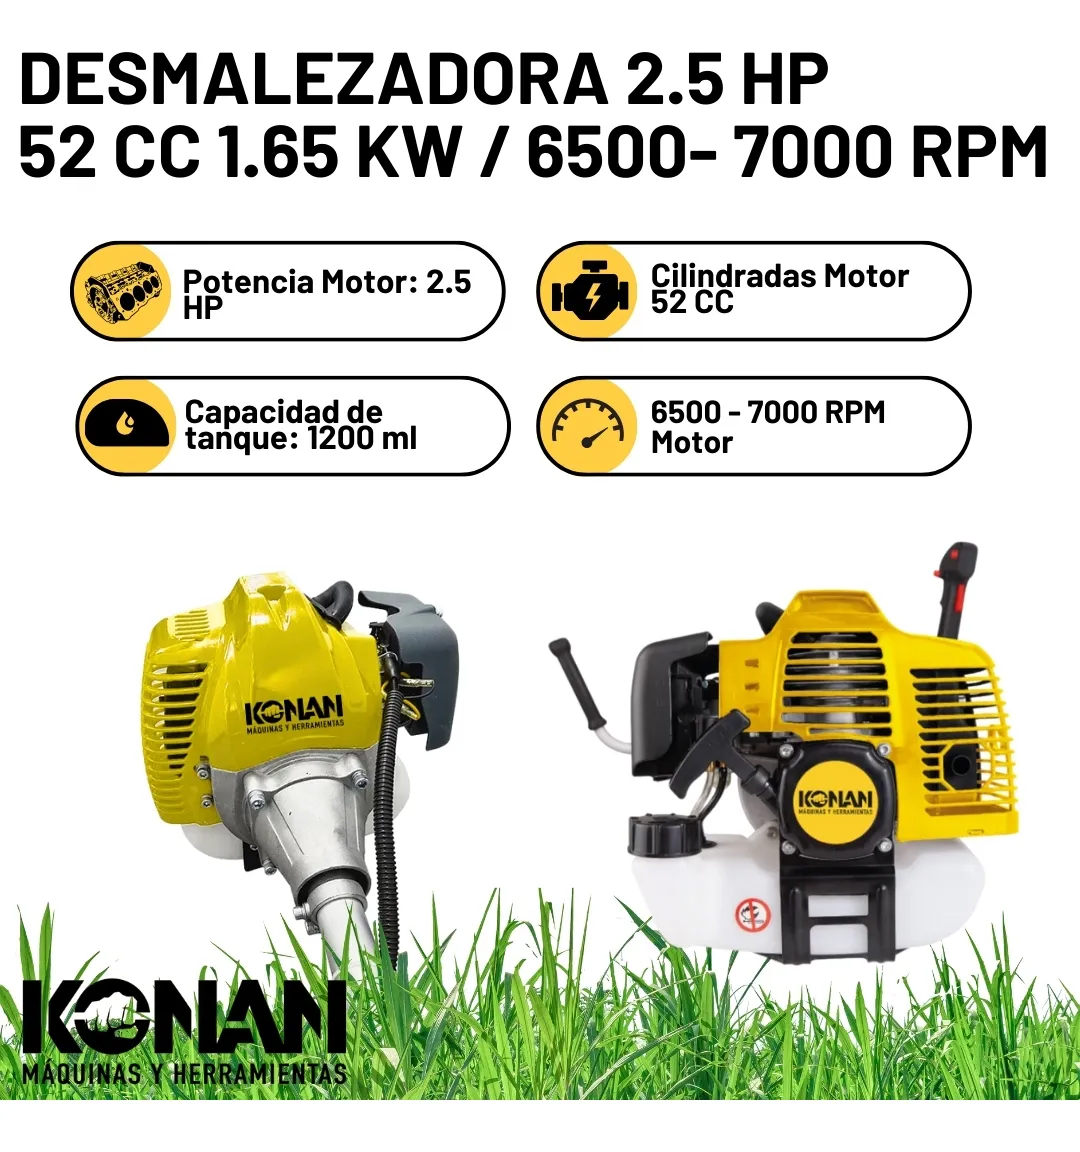 DESMALEZADORA 2.5 HP
52 CC 1.65 KW / 6500- 7000 RPM
Potencia Motor: 2.5
HP
Cilindradas Motor
52 CC
Capacidad de
tanque: 1200 ml
6500 - 7000 RPM
Motor
KONAN
MÁQUINAS Y HERRAMIENTAS
KONAN
MÁQUINAS Y HERRAMIENTAS
KONAN
MÁQUINAS Y HERRAMIENTAS